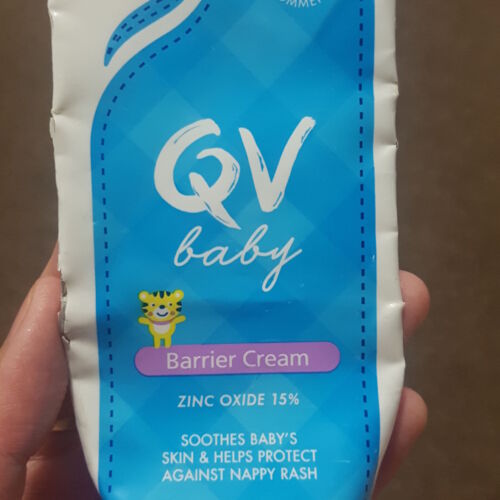 QV
baby
Barrier Cream
ZINC OXIDE 15%
SOOTHES BABY'S
SKIN & HELPS PROTECT
AGAINST NAPPY RASH